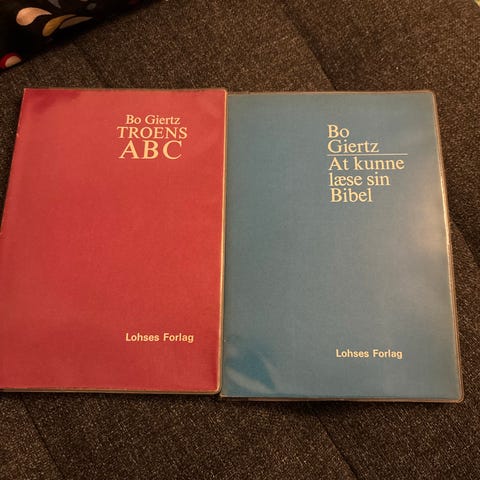 Bo Giertz
TROENS
ABC
Lohses Forlag
Bo
Giertz
At kunne
læse sin
Bibel
Lohses Forlag